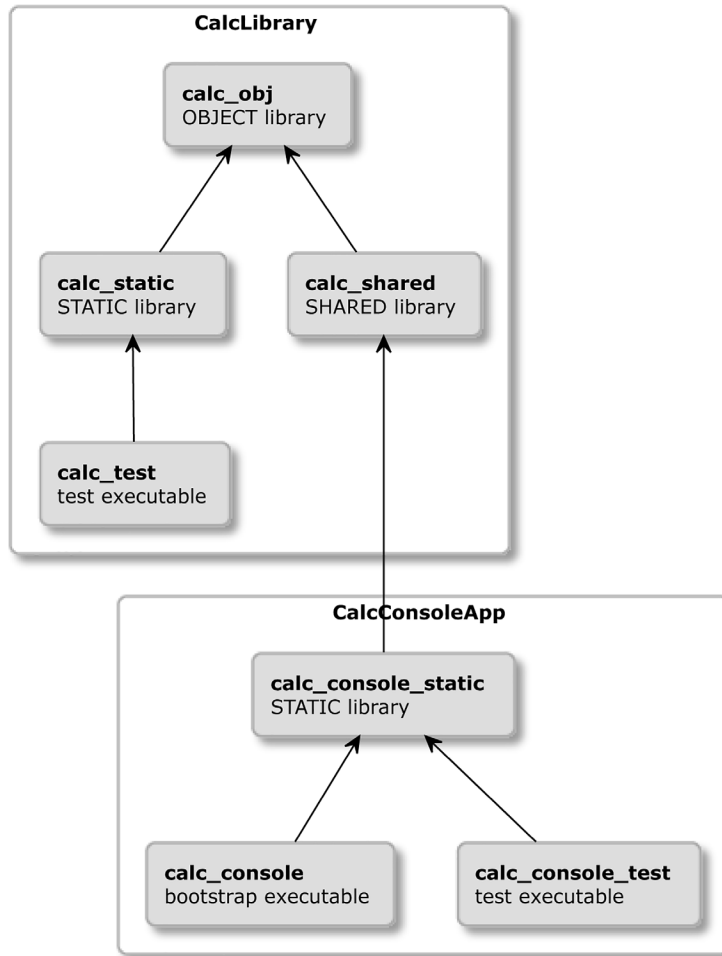 CalcLibrary
calc_obj
OBJECT library
calc_static
STATIC library
calc_shared
SHARED library
calc_test
test executable
CalcConsoleApp
calc_console_static
STATIC library
calc_console
bootstrap executable
calc_console_test
test executable